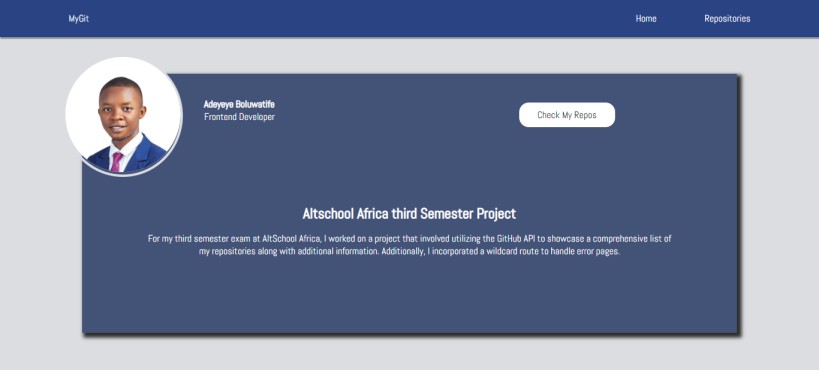 MyGit
Home
Repositories
Adeyeye Boluwatife
Frontend Developer
Check My Repos
Altschool Africa third Semester Project
For my third semester exam at AltSchool Africa, I worked on a project that involved utilizing the GitHub API to showcase a comprehensive list of
my repositories along with additional information. Additionally, I incorporated a wildcard route to handle error pages.